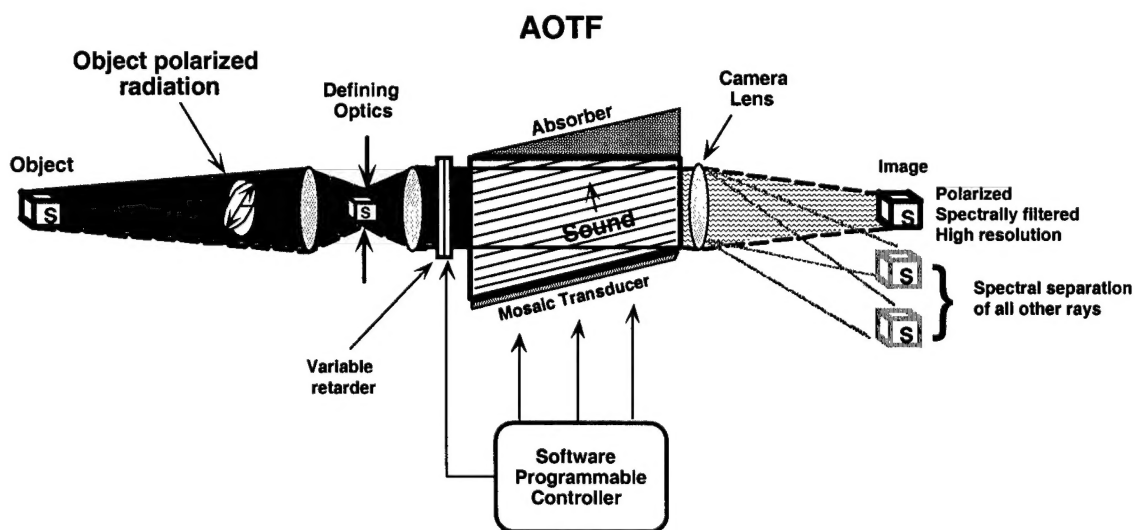 AOTF
Object polarized
radiation
Defining
Optics
Camera
Lens
Absorber
Object
Image
S
S
S
Sound
Polarized
Spectrally filtered
High resolution
S
S
Spectral separation
of all other rays
Mosaic Transducer
Variable
retarder
Software
Programmable
Controller